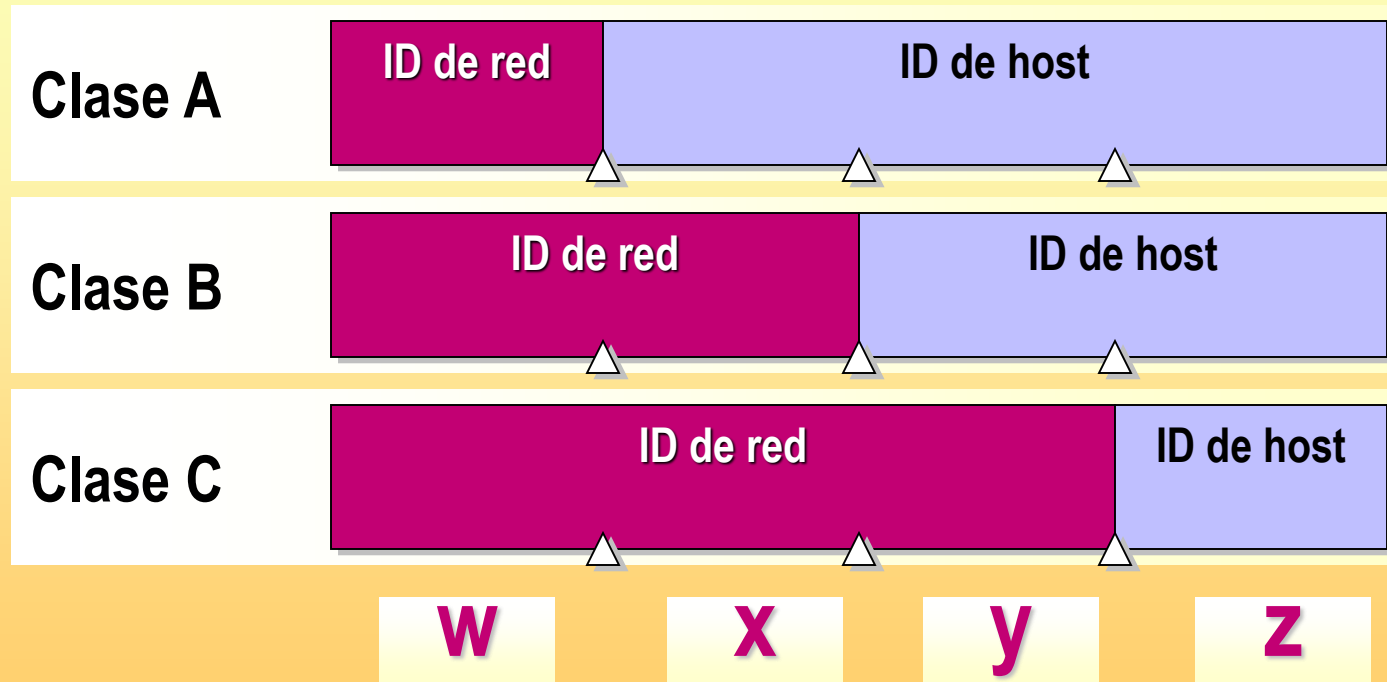 Clase A
ID de red
ID de host
Clase B
ID de red
ID de host
Clase C
ID de red
ID de host
w x y z